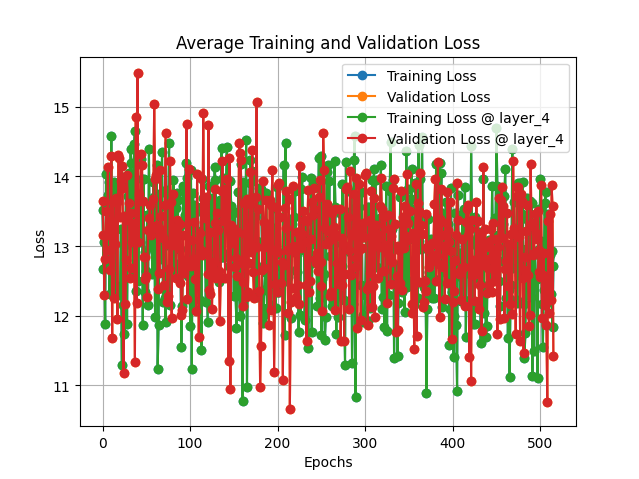 Average Training and Validation Loss
Training Loss
Validation Loss
Training Loss @ layer_4
Validation Loss @ layer_4
Loss
15
14
13
12
11
0 100 200 300 400 500
Epochs